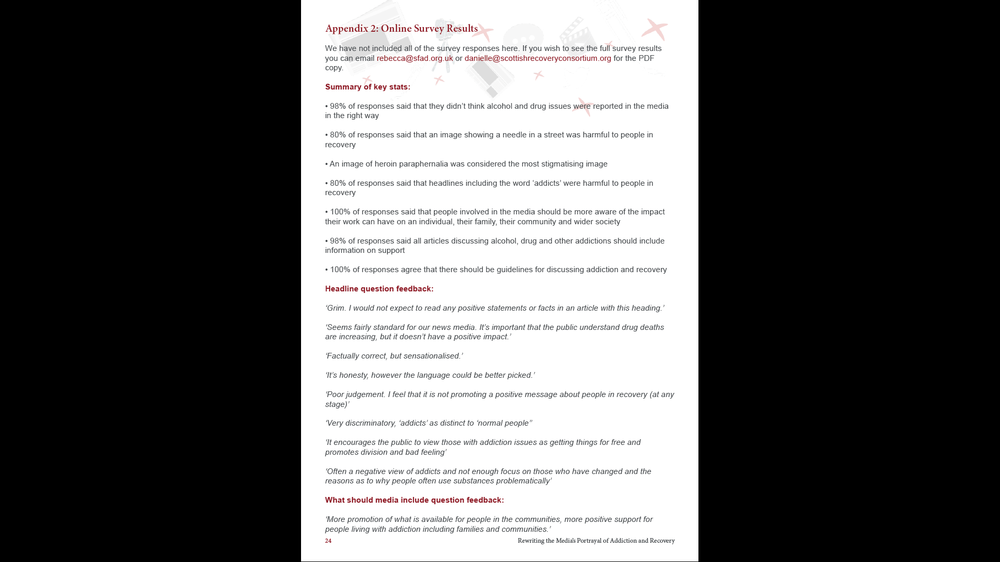 Appendix 2: Online Survey Results
We have not included all of the survey responses here. If you wish to see the full survey results
you can email rebecca@sfad.org.uk or danielle@scottishrecoveryconsortium.org for the PDF
copy.
Summary of key stats:
• 98% of responses said that they didn’t think alcohol and drug issues were reported in the media
in the right way
• 80% of responses said that an image showing a needle in a street was harmful to people in
recovery
• An image of heroin paraphernalia was considered the most stigmatising image
• 80% of responses said that headlines including the word ‘addicts’ were harmful to people in
recovery
• 100% of responses said that people involved in the media should be more aware of the impact
their work can have on an individual, their family, their community and wider society
• 98% of responses said all articles discussing alcohol, drug and other addictions should include
information on support
• 100% of responses agree that there should be guidelines for discussing addiction and recovery
Headline question feedback:
‘Grim. I would not expect to read any positive statements or facts in an article with this heading.’
‘Seems fairly standard for our news media. It’s important that the public understand drug deaths
are increasing, but it doesn’t have a positive impact.’
‘Factually correct, but sensationalised.’
‘It’s honesty, however the language could be better picked.’
‘Poor judgement. I feel that it is not promoting a positive message about people in recovery (at any
stage)’
‘Very discriminatory, ‘addicts’ as distinct to ‘normal people’’
‘It encourages the public to view those with addiction issues as getting things for free and
promotes division and bad feeling’
‘Often a negative view of addicts and not enough focus on those who have changed and the
reasons as to why people often use substances problematically’
What should media include question feedback:
‘More promotion of what is available for people in the communities, more positive support for
people living with addiction including families and communities.’
24
Rewriting the Media’s Portrayal of Addiction and Recovery